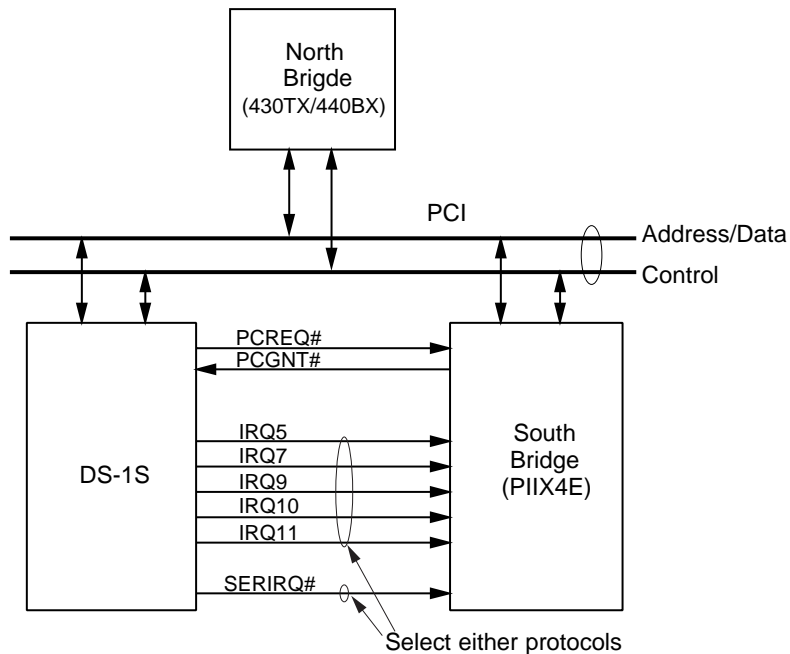 North
Brigde
(430TX/440BX)
PCI
Address/Data
Control
PCREQ#
PCGNT#
IRQ5
IRQ7
IRQ9
IRQ10
IRQ11
SERIRQ#
DS-1S
South
Bridge
(PIIX4E)
Select either protocols